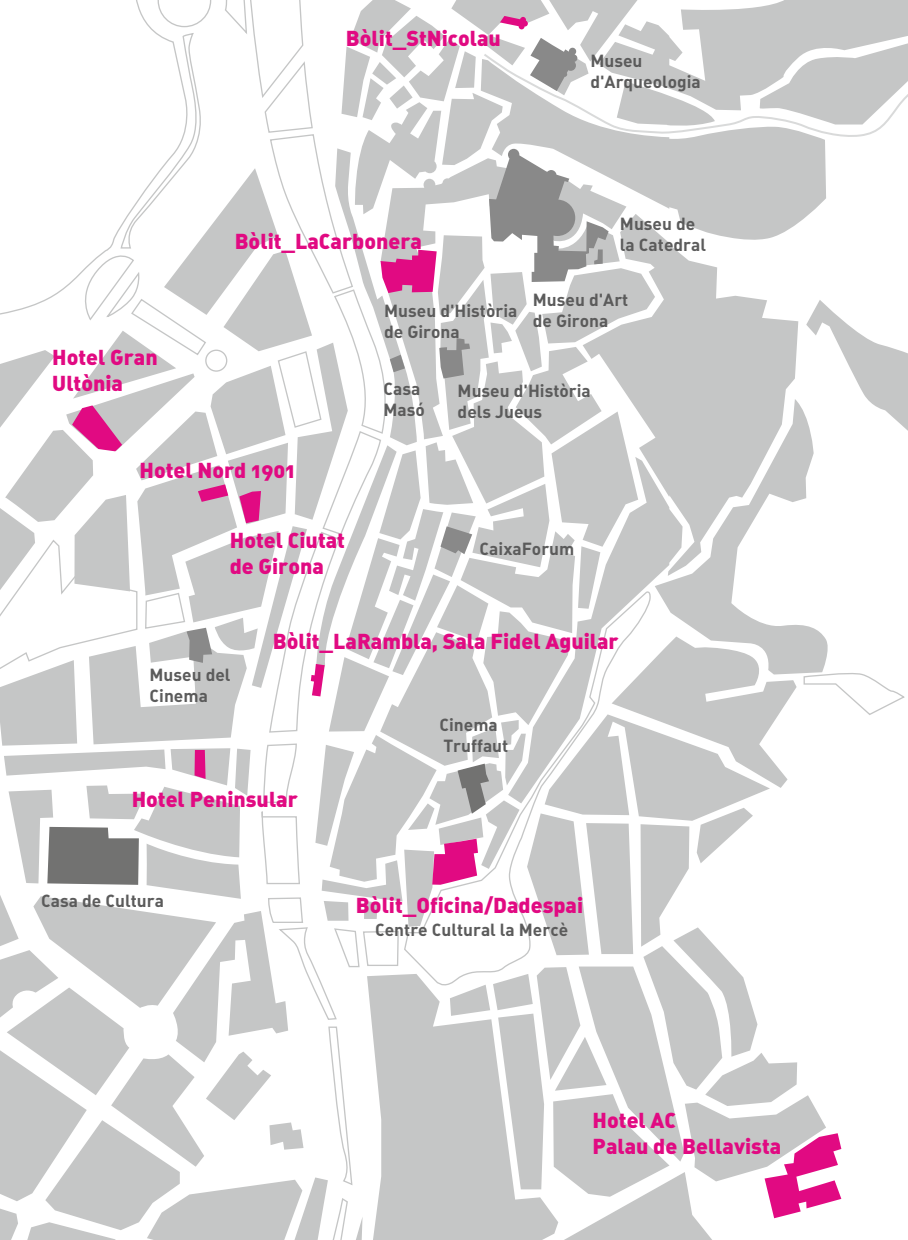 Bòlit_StNicolau
Museu
d'Arqueologia
Museu de
la Catedral
Bòlit_LaCarbonera
Museu d'Història
de Girona
Museu d'Art
de Girona
Hotel Gran
Ultònia
Casa
Masó
Museu d'Història
dels Jueus
Hotel Nord 1901
Hotel Ciutat
de Girona
CaixaForum
Bòlit_LaRambla, Sala Fidel Aguilar
Museu del
Cinema
Cinema
Truffaut
Hotel Peninsular
Casa de Cultura
Bòlit_Oficina/Dadespai
Centre Cultural la Mercè
Hotel AC
Palau de Bellavista